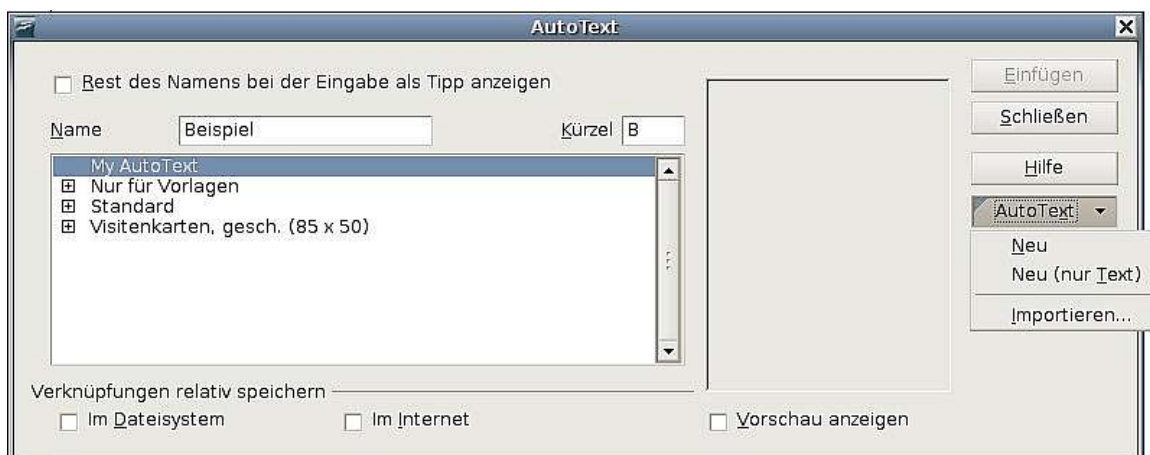 AutoText
Rest des Namens bei der Eingabe als Tipp anzeigen
Name Beispiel Kürzel B
My AutoText
Nur für Vorlagen
Standard
Visitenkarten, gesch. (85 x 50)
Verknüpfungen relativ speichern
Im Dateisystem Im Internet Vorschau anzeigen
Einfügen
Schließen
Hilfe
AutoText
Neu
Neu (nur Text)
Importieren...